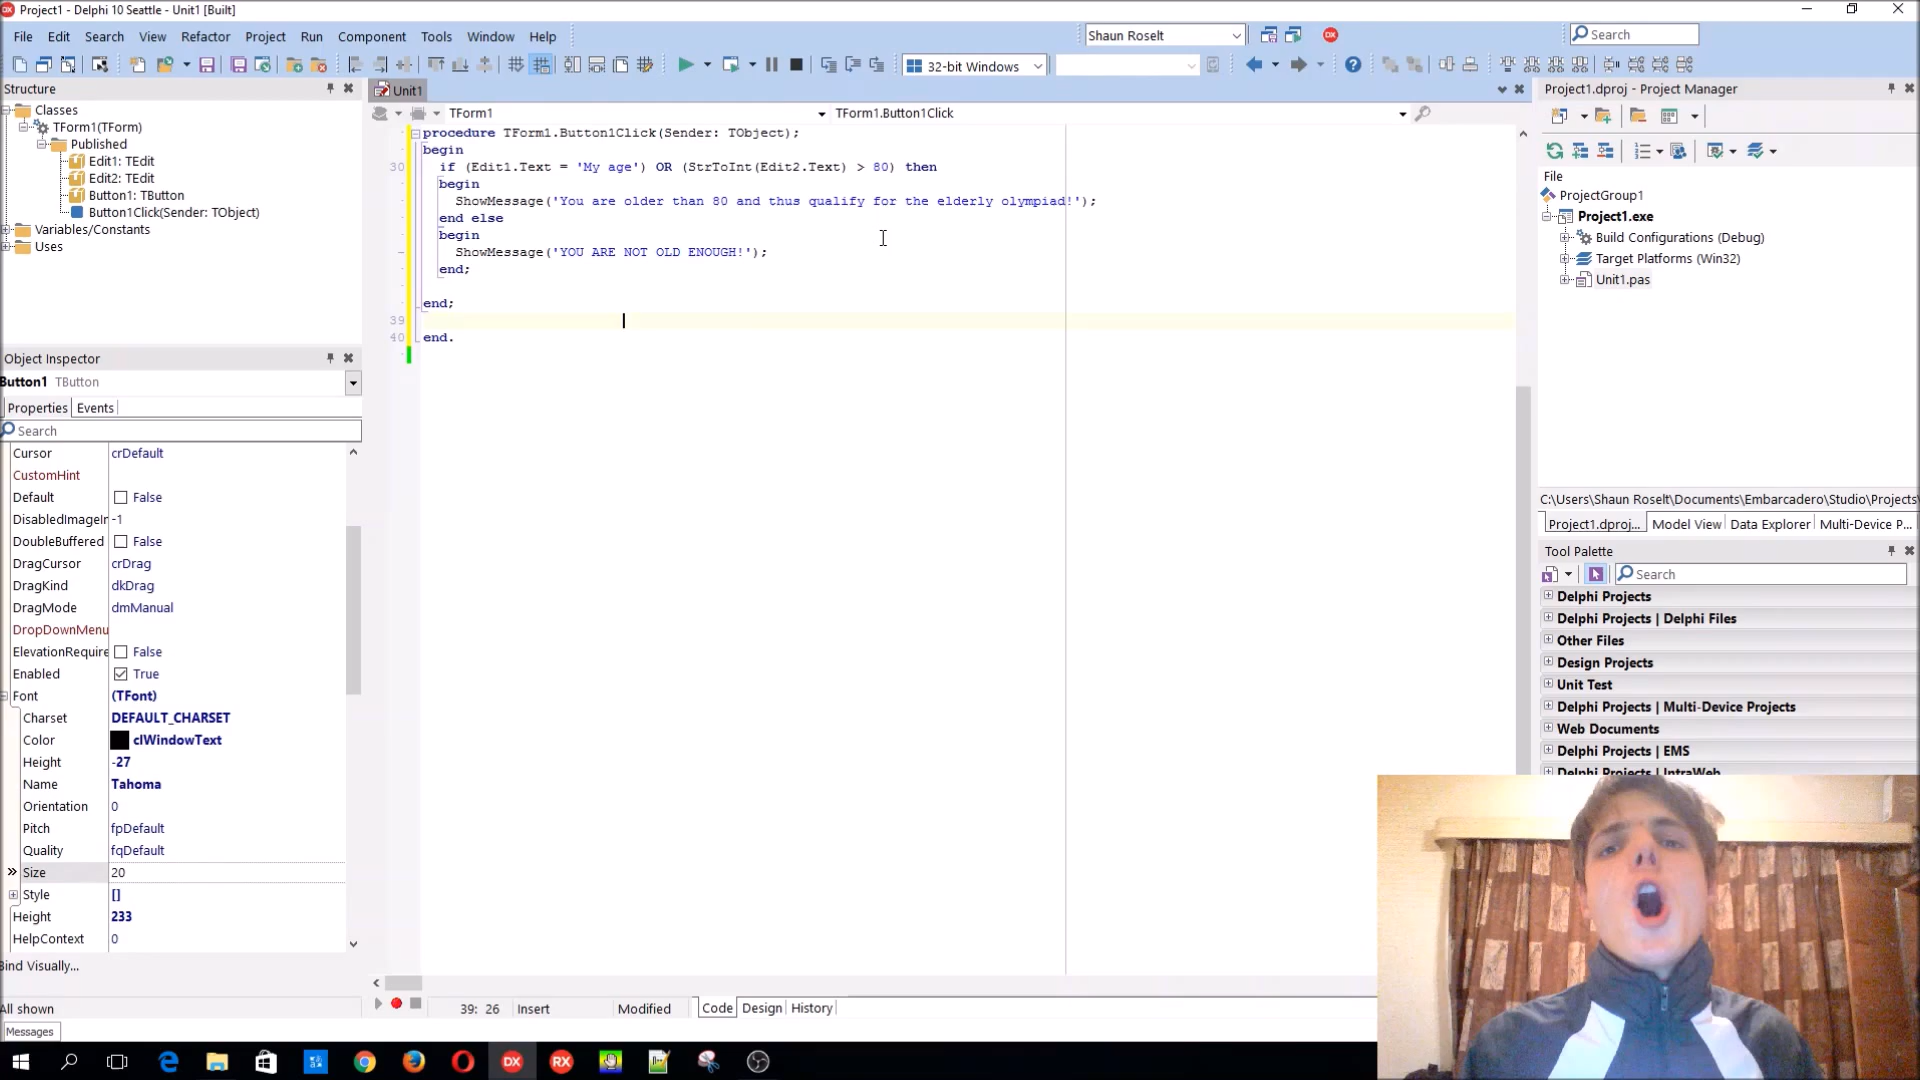 Project1 - Delphi 10 Seattle - Unit1 [Built]
File Edit Search View Refactor Project Run Component Tools Window Help
Shaun Roselt
Search
32-bit Windows
Structure
Classes
TForm1(TForm)
Published
Edit1: TEdit
Edit2: TEdit
Button1: TButton
Button1Click(Sender: TObject)
Variables/Constants
Uses
Object Inspector
Button1 TButton
Properties Events
Search
Cursor crDefault
CustomHint
Default False
DisabledImageIr -1
DoubleBuffered False
DragCursor crDrag
DragKind dkDrag
DragMode dmManual
DropDownMenu
ElevationRequire False
Enabled True
Font (TFont)
Charset DEFAULT_CHARSET
Color clWindowText
Height -27
Name Tahoma
Orientation 0
Pitch fpDefault
Quality fqDefault
Size 20
Style []
Height 233
HelpContext 0
Bind Visually...
All shown
Messages
Unit1
TForm1 TForm1.Button1Click
procedure TForm1.Button1Click(Sender: TObject);
begin
30 if (Edit1.Text = 'My age') OR (StrToInt(Edit2.Text) > 80) then
begin
ShowMessage('You are older than 80 and thus qualify for the elderly olympiad!');
end else
begin
ShowMessage('YOU ARE NOT OLD ENOUGH!');
end;
end;
39
40 end.
39: 26 Insert Modified Code Design History
Project1.dproj - Project Manager
File
ProjectGroup1
Project1.exe
Build Configurations (Debug)
Target Platforms (Win32)
Unit1.pas
C:\Users\Shaun Roselt\Documents\Embarcadero\Studio\Projects\
Project1.dproj... Model View Data Explorer Multi-Device P...
Tool Palette
Search
Delphi Projects
Delphi Projects | Delphi Files
Other Files
Design Projects
Unit Test
Delphi Projects | Multi-Device Projects
Web Documents
Delphi Projects | EMS
Delphi Projects | IntraWeb
DX RX